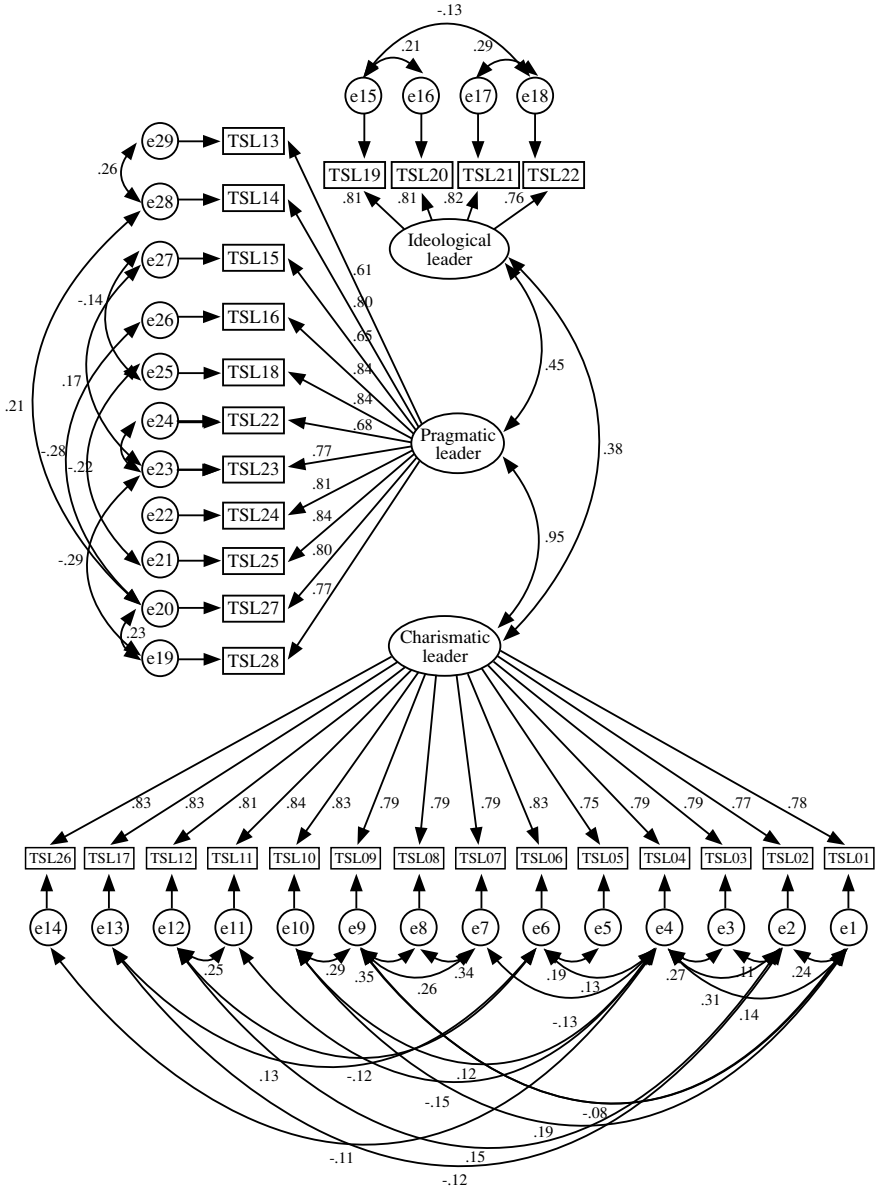 -.13
.21
.29
e15
e16
e17
e18
e29
TSL13
.26
TSL19
TSL20
TSL21
TSL22
e28
TSL14
.81
.81
.82
.76
Ideological
leader
e27
TSL15
.61
-.14
.80
e26
TSL16
.65
.45
.84
e25
TSL18
.17
.84
.21
e24
TSL22
.68
Pragmatic
leader
.38
-.28
-.22
e23
TSL23
.77
.81
e22
TSL24
.84
.95
-.29
e21
TSL25
.80
.77
e20
TSL27
.23
e19
TSL28
Charismatic
leader
.83
.83
.81
.84
.83
.79
.79
.79
.83
.75
.79
.79
.77
.78
TSL26
TSL17
TSL12
TSL11
TSL10
TSL09
TSL08
TSL07
TSL06
TSL05
TSL04
TSL03
TSL02
TSL01
e14
e13
e12
e11
e10
e9
e8
e7
e6
e5
e4
e3
e2
e1
.25
.29
.35
.34
.19
.27
.11
.24
.26
.13
.31
.14
-.13
.13
-.12
.12
-.15
-.08
.19
-.11
.15
-.12